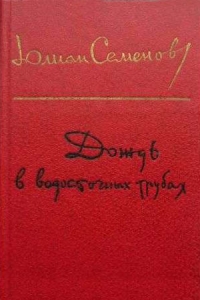 Юлиан Семенов
Дождь
в водосточных трубах